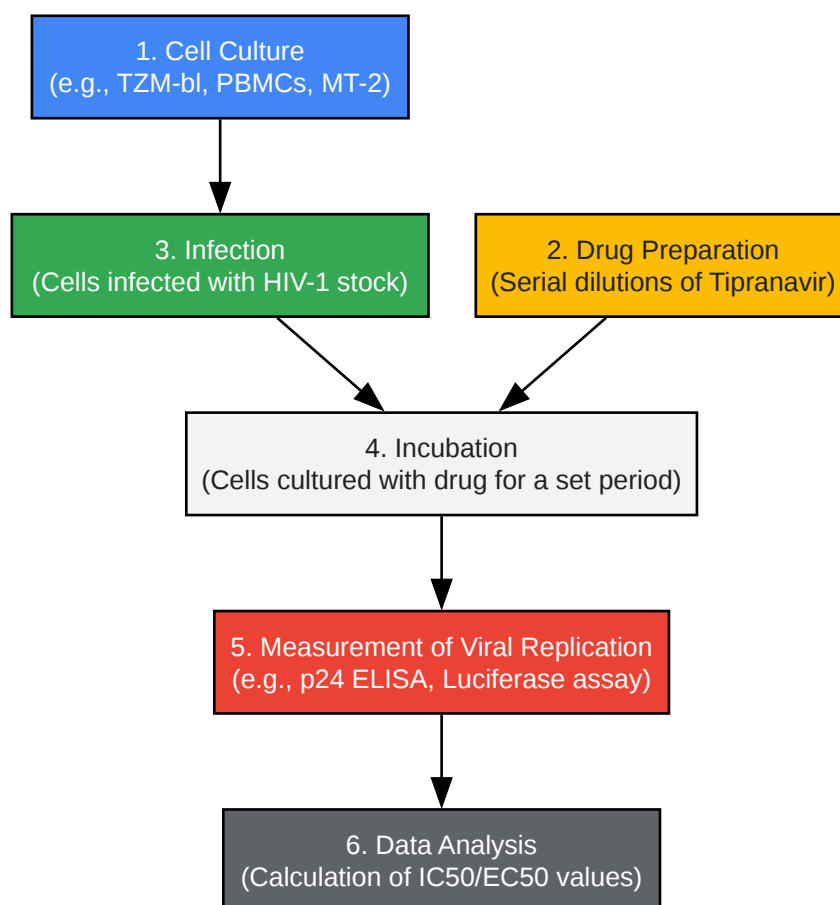 1. Cell Culture
(e.g., TZM-bl, PBMCs, MT-2)
3. Infection
(Cells infected with HIV-1 stock)
2. Drug Preparation
(Serial dilutions of Tipranavir)
4. Incubation
(Cells cultured with drug for a set period)
5. Measurement of Viral Replication
(e.g., p24 ELISA, Luciferase assay)
6. Data Analysis
(Calculation of IC50/EC50 values)